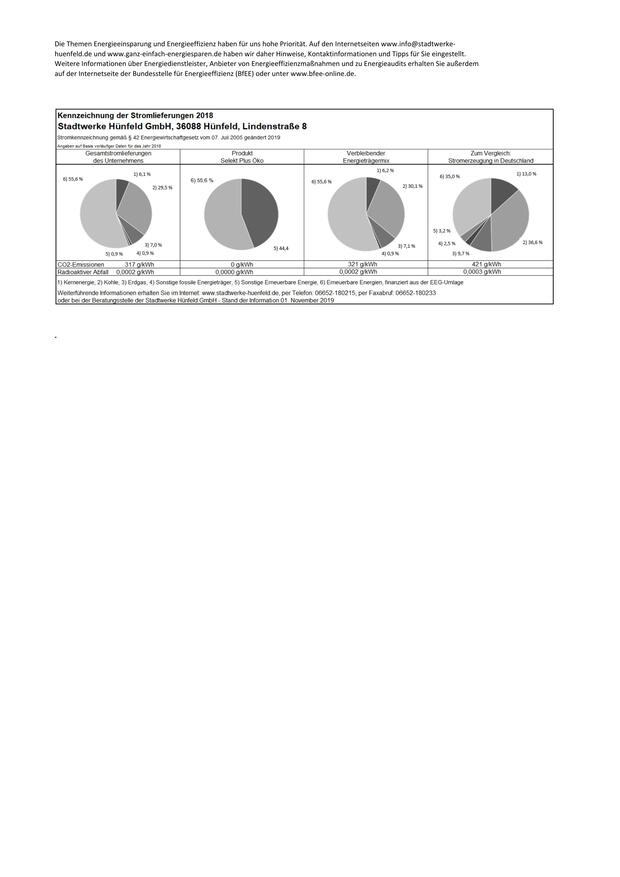 Die Themen Energieeinsparung und Energieeffizienz haben für uns hohe Priorität. Auf den Internetseiten www.info@stadtwerke-
huenfeld.de und www.ganz-einfach-energiesparen.de haben wir daher Hinweise, Kontaktinformationen und Tipps für Sie eingestellt.
Weitere Informationen über Energiedienstleister, Anbieter von Energieeffizienzmaßnahmen und zu Energieaudits erhalten Sie außerdem
auf der Internetseite der Bundesstelle für Energieeffizienz (BfEE) oder unter www.bfee-online.de.
Kennzeichnung der Stromlieferungen 2018
Stadtwerke Hünfeld GmbH, 36088 Hünfeld, Lindenstraße 8
Stromkennzeichnung gemäß § 42 Energiewirtschaftgesetz vom 07. Juli 2005 geändert 2019
Angaben auf Basis vorläufiger Daten für das Jahr 2018
Gesamtstromlieferungen
des Unternehmens
6) 55,6 %
1) 6,1 %
2) 29,5 %
3) 7,0 %
4) 0,9 %
5) 0,9 %
Produkt
Selekt Plus Öko
6) 55,6 %
5) 44,4
Verbleibender
Energieträgermix
6) 55,6 %
1) 6,2 %
2) 30,1 %
3) 7,1 %
4) 0,9 %
Zum Vergleich:
Stromerzeugung in Deutschland
6) 35,0 %
1) 13,0 %
5) 3,2 %
4) 2,5 %
3) 9,7 %
2) 36,6 %
CO2-Emissionen 317 g/kWh 0 g/kWh 321 g/kWh 421 g/kWh
Radioaktiver Abfall 0,0002 g/kWh 0,0000 g/kWh 0,0002 g/kWh 0,0003 g/kWh
1) Kernenergie, 2) Kohle, 3) Erdgas, 4) Sonstige fossile Energieträger, 5) Sonstige Erneuerbare Energie, 6) Erneuerbare Energien, finanziert aus der EEG-Umlage
Weiterführende Informationen erhalten Sie im Internet: www.stadtwerke-huenfeld.de, per Telefon: 06652-180215, per Faxabruf: 06652-180233
oder bei der Beratungsstelle der Stadtwerke Hünfeld GmbH - Stand der Information 01. November 2019